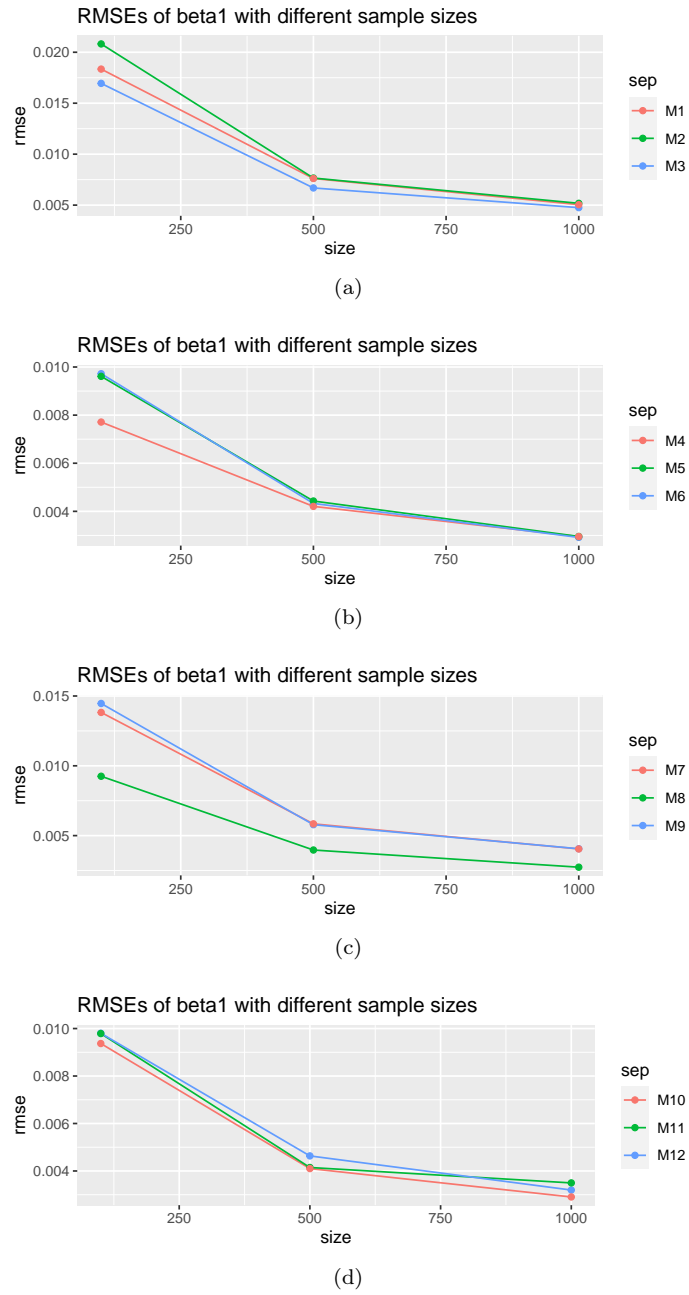 RMSEs of beta1 with different sample sizes
0.020
0.015
0.010
0.005
rmse
250
500
750
1000
size
sep
M1
M2
M3
(a)
RMSEs of beta1 with different sample sizes
0.010
0.008
0.006
0.004
rmse
250
500
750
1000
size
sep
M4
M5
M6
(b)
RMSEs of beta1 with different sample sizes
0.015
0.010
0.005
rmse
250
500
750
1000
size
sep
M7
M8
M9
(c)
RMSEs of beta1 with different sample sizes
0.010
0.008
0.006
0.004
rmse
250
500
750
1000
size
sep
M10
M11
M12
(d)